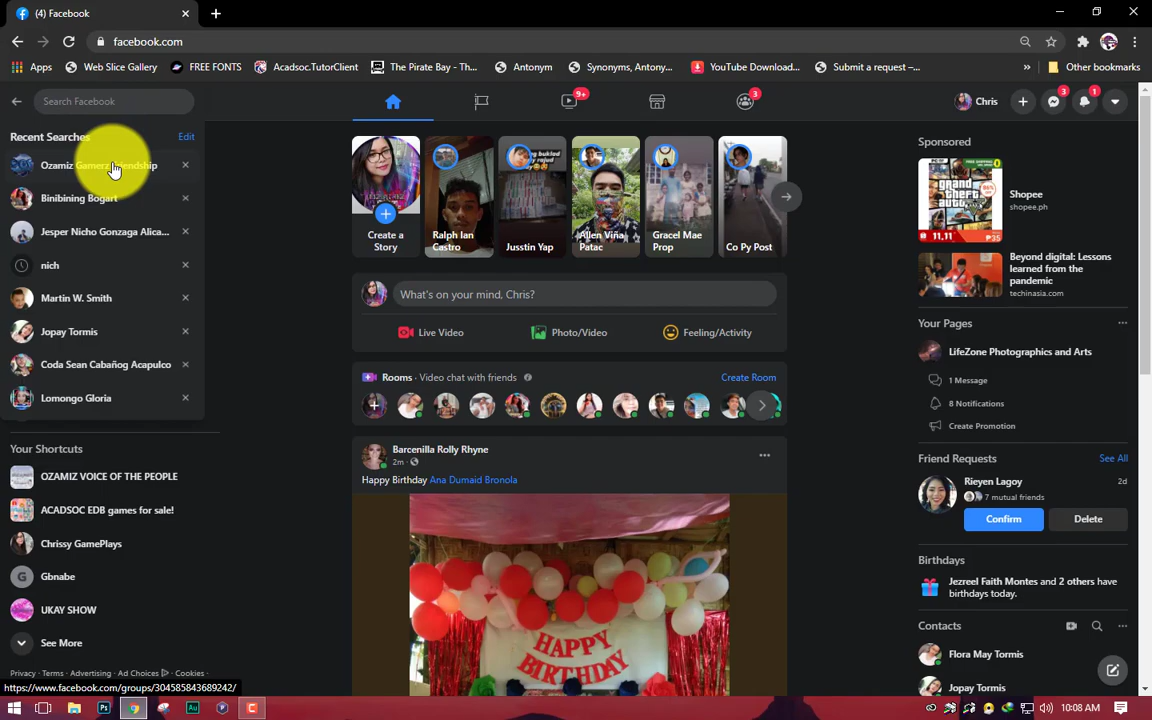 (4) Facebook
facebook.com
Apps
Web Slice Gallery
FREE FONTS
Acadsoc.TutorClient
The Pirate Bay - Th...
Antonym
Synonyms, Antony...
YouTube Download...
Submit a request –...
»
Other bookmarks
Search Facebook
Recent Searches
Edit
Ozamiz Gamerz Friendship
Binibining Bogart
Jesper Nicho Gonzaga Alica...
nich
Martin W. Smith
Jopay Tormis
Coda Sean Cabañog Acapulco
Lomongo Gloria
Your Shortcuts
OZAMIZ VOICE OF THE PEOPLE
ACADSOC EDB games for sale!
Chrissy GamePlays
G
Gbnabe
UKAY SHOW
See More
Privacy · Terms · Advertising · Ad Choices · Cookies ·
https://www.facebook.com/groups/304585843689242/
9+
3
Chris
3
1
Create a
Story
Ralph Ian
Castro
Jusstin Yap
Allen Viña
Patac
Gracel Mae
Prop
Co Py Post
What's on your mind, Chris?
Live Video
Photo/Video
Feeling/Activity
Rooms · Video chat with friends
Create Room
Barcenilla Rolly Rhyne
2m ·
Happy Birthday Ana Dumaid Bronola
HAPPY
BIRTHDAY
Sponsored
11.11
₱35
Shopee
shopee.ph
Beyond digital: Lessons
learned from the
pandemic
techinasia.com
Your Pages
LifeZone Photographics and Arts
1 Message
8 Notifications
Create Promotion
Friend Requests
See All
Rieyen Lagoy
2d
7 mutual friends
Confirm
Delete
Birthdays
Jezreel Faith Montes and 2 others have
birthdays today.
Contacts
Flora May Tormis
Jopay Tormis
Ps
Au
P
10:08 AM